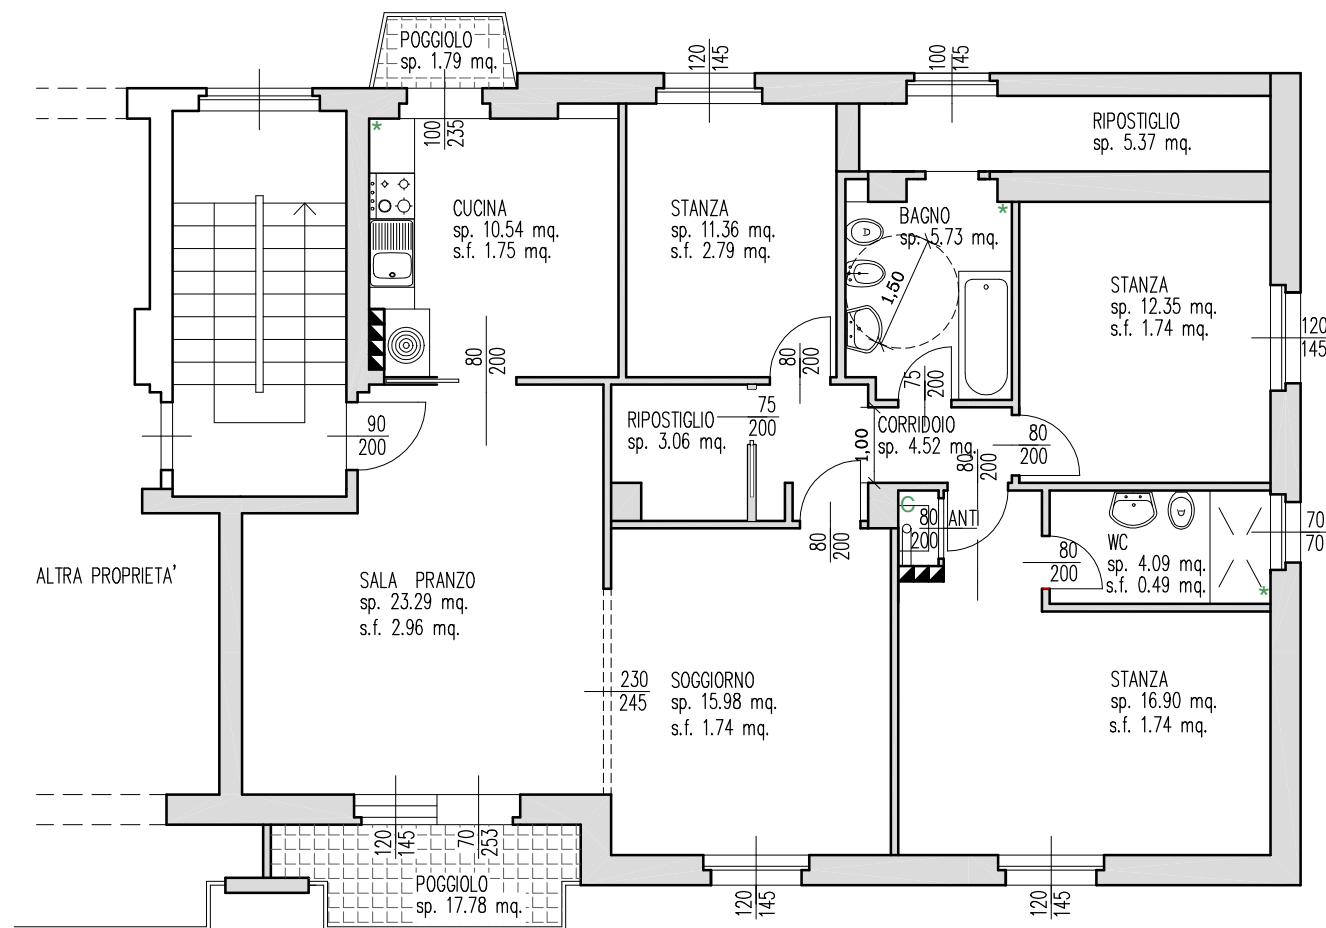 POGGIOLO
sp. 1.79 mq.
120
145
100
145
RIPOSTIGLIO
sp. 5.37 mq.
100
235
*
CUCINA
sp. 10.54 mq.
s.f. 1.75 mq.
STANZA
sp. 11.36 mq.
s.f. 2.79 mq.
BAGNO
sp. 5.73 mq.
*
1,50
STANZA
sp. 12.35 mq.
s.f. 1.74 mq.
120
145
80
200
80
200
75
200
90
200
RIPOSTIGLIO
sp. 3.06 mq.
75
200
1,00
CORRIDOIO
sp. 4.52 mq.
80
200
80
200
C
80
200
ANTI
80
200
80
200
WC
sp. 4.09 mq.
s.f. 0.49 mq.
*
70
70
ALTRA PROPRIETA'
SALA PRANZO
sp. 23.29 mq.
s.f. 2.96 mq.
230
245
SOGGIORNO
sp. 15.98 mq.
s.f. 1.74 mq.
STANZA
sp. 16.90 mq.
s.f. 1.74 mq.
120
145
70
253
POGGIOLO
sp. 17.78 mq.
120
145
120
145